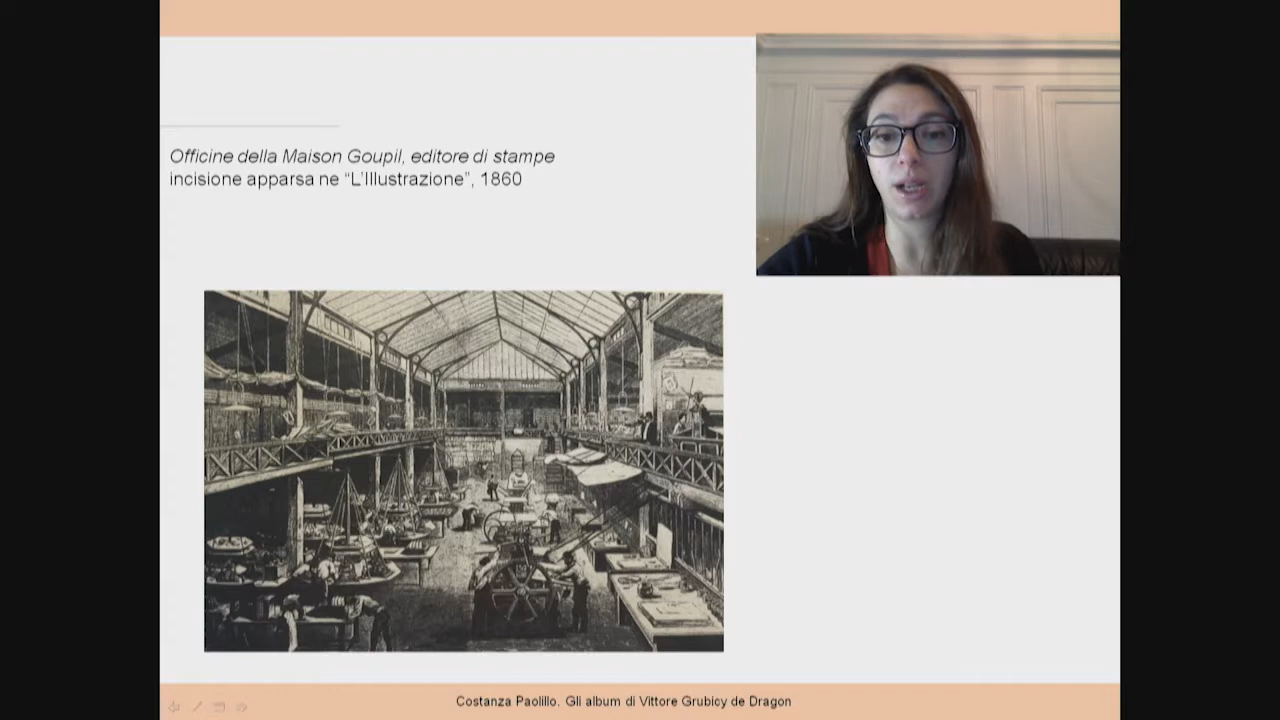 Officine della Maison Goupil, editore di stampe
incisione apparsa ne “L’Illustrazione”, 1860
Costanza Paolillo. Gli album di Vittore Grubicy de Dragon